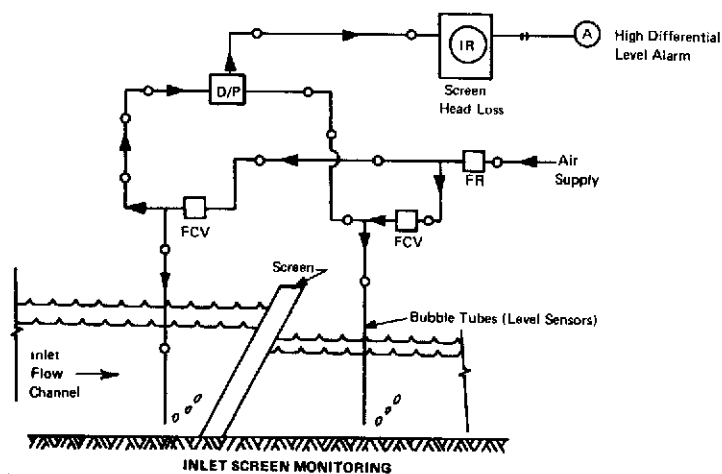 A
High Differential
Level Alarm
IR
Screen
Head Loss
D/P
Air
Supply
FR
FCV
FCV
Screen
Bubble Tubes (Level Sensors)
Inlet
Flow
Channel
INLET SCREEN MONITORING